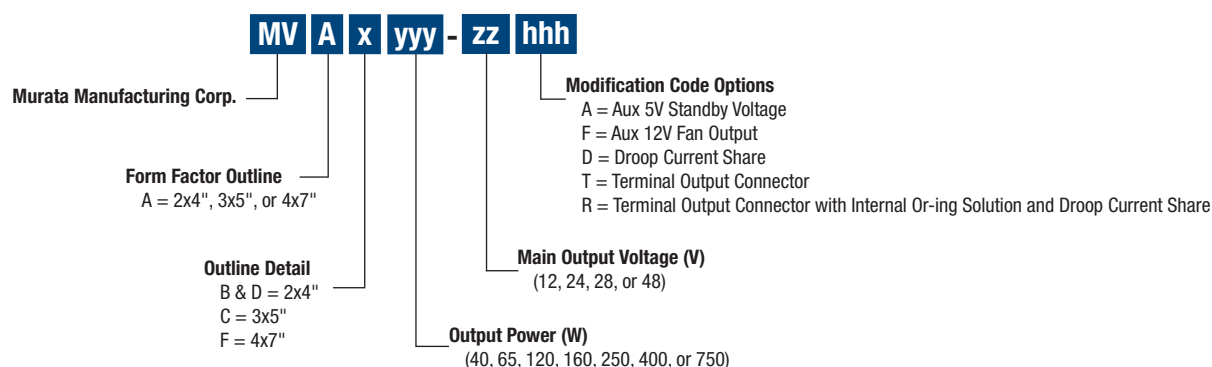 MV A x yyy - zz hhh
Murata Manufacturing Corp.
Form Factor Outline
A = 2x4", 3x5", or 4x7"
Outline Detail
B & D = 2x4"
C = 3x5"
F = 4x7"
Output Power (W)
(40, 65, 120, 160, 250, 400, or 750)
Main Output Voltage (V)
(12, 24, 28, or 48)
Modification Code Options
A = Aux 5V Standby Voltage
F = Aux 12V Fan Output
D = Droop Current Share
T = Terminal Output Connector
R = Terminal Output Connector with Internal Or-ing Solution and Droop Current Share